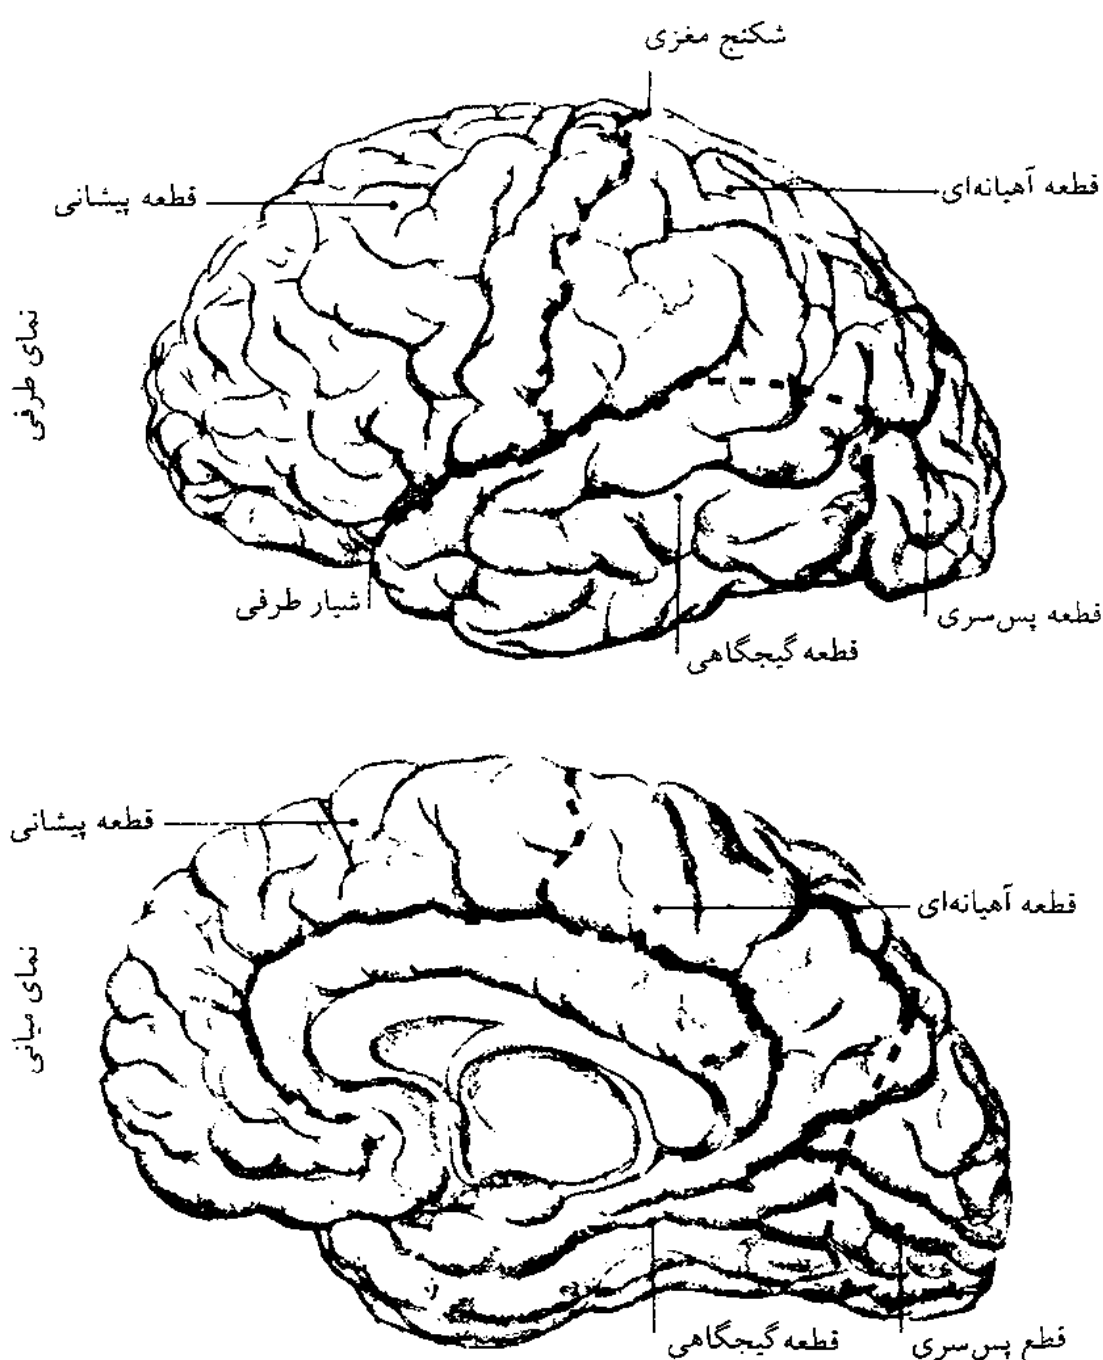 شکنج مغزی
قطعه آهیانه‌ای
قطعه پیشانی
نمای طرفی
شیار طرفی
قطعه پس‌سری
قطعه گیجگاهی
قطعه پیشانی
قطعه آهیانه‌ای
نمای میانی
قطعه گیجگاهی
قطع پس‌سری